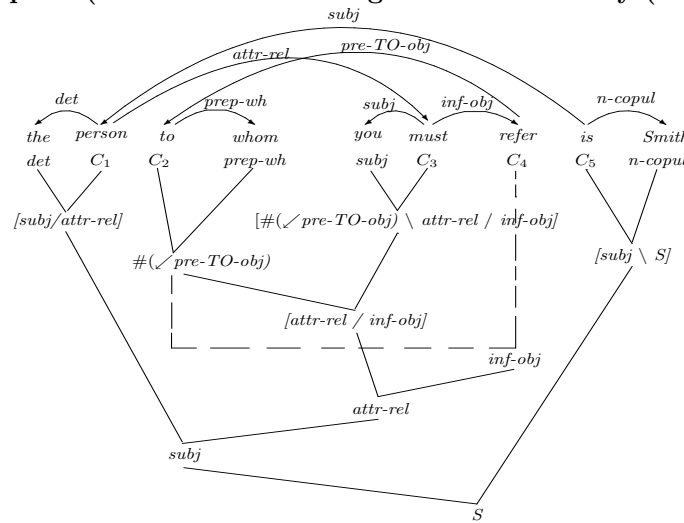 subj
attr-rel pre-TO-obj
det prep-wh subj inf-obj n-copul
the person to whom you must refer is Smith
det C1 C2 prep-wh subj C3 C4 C5 n-copul
[subj/attr-rel] [#(↙pre-TO-obj) \ attr-rel / inf-obj]
#(↙pre-TO-obj) [subj \ S]
[attr-rel / inf-obj]
inf-obj
attr-rel
subj
S